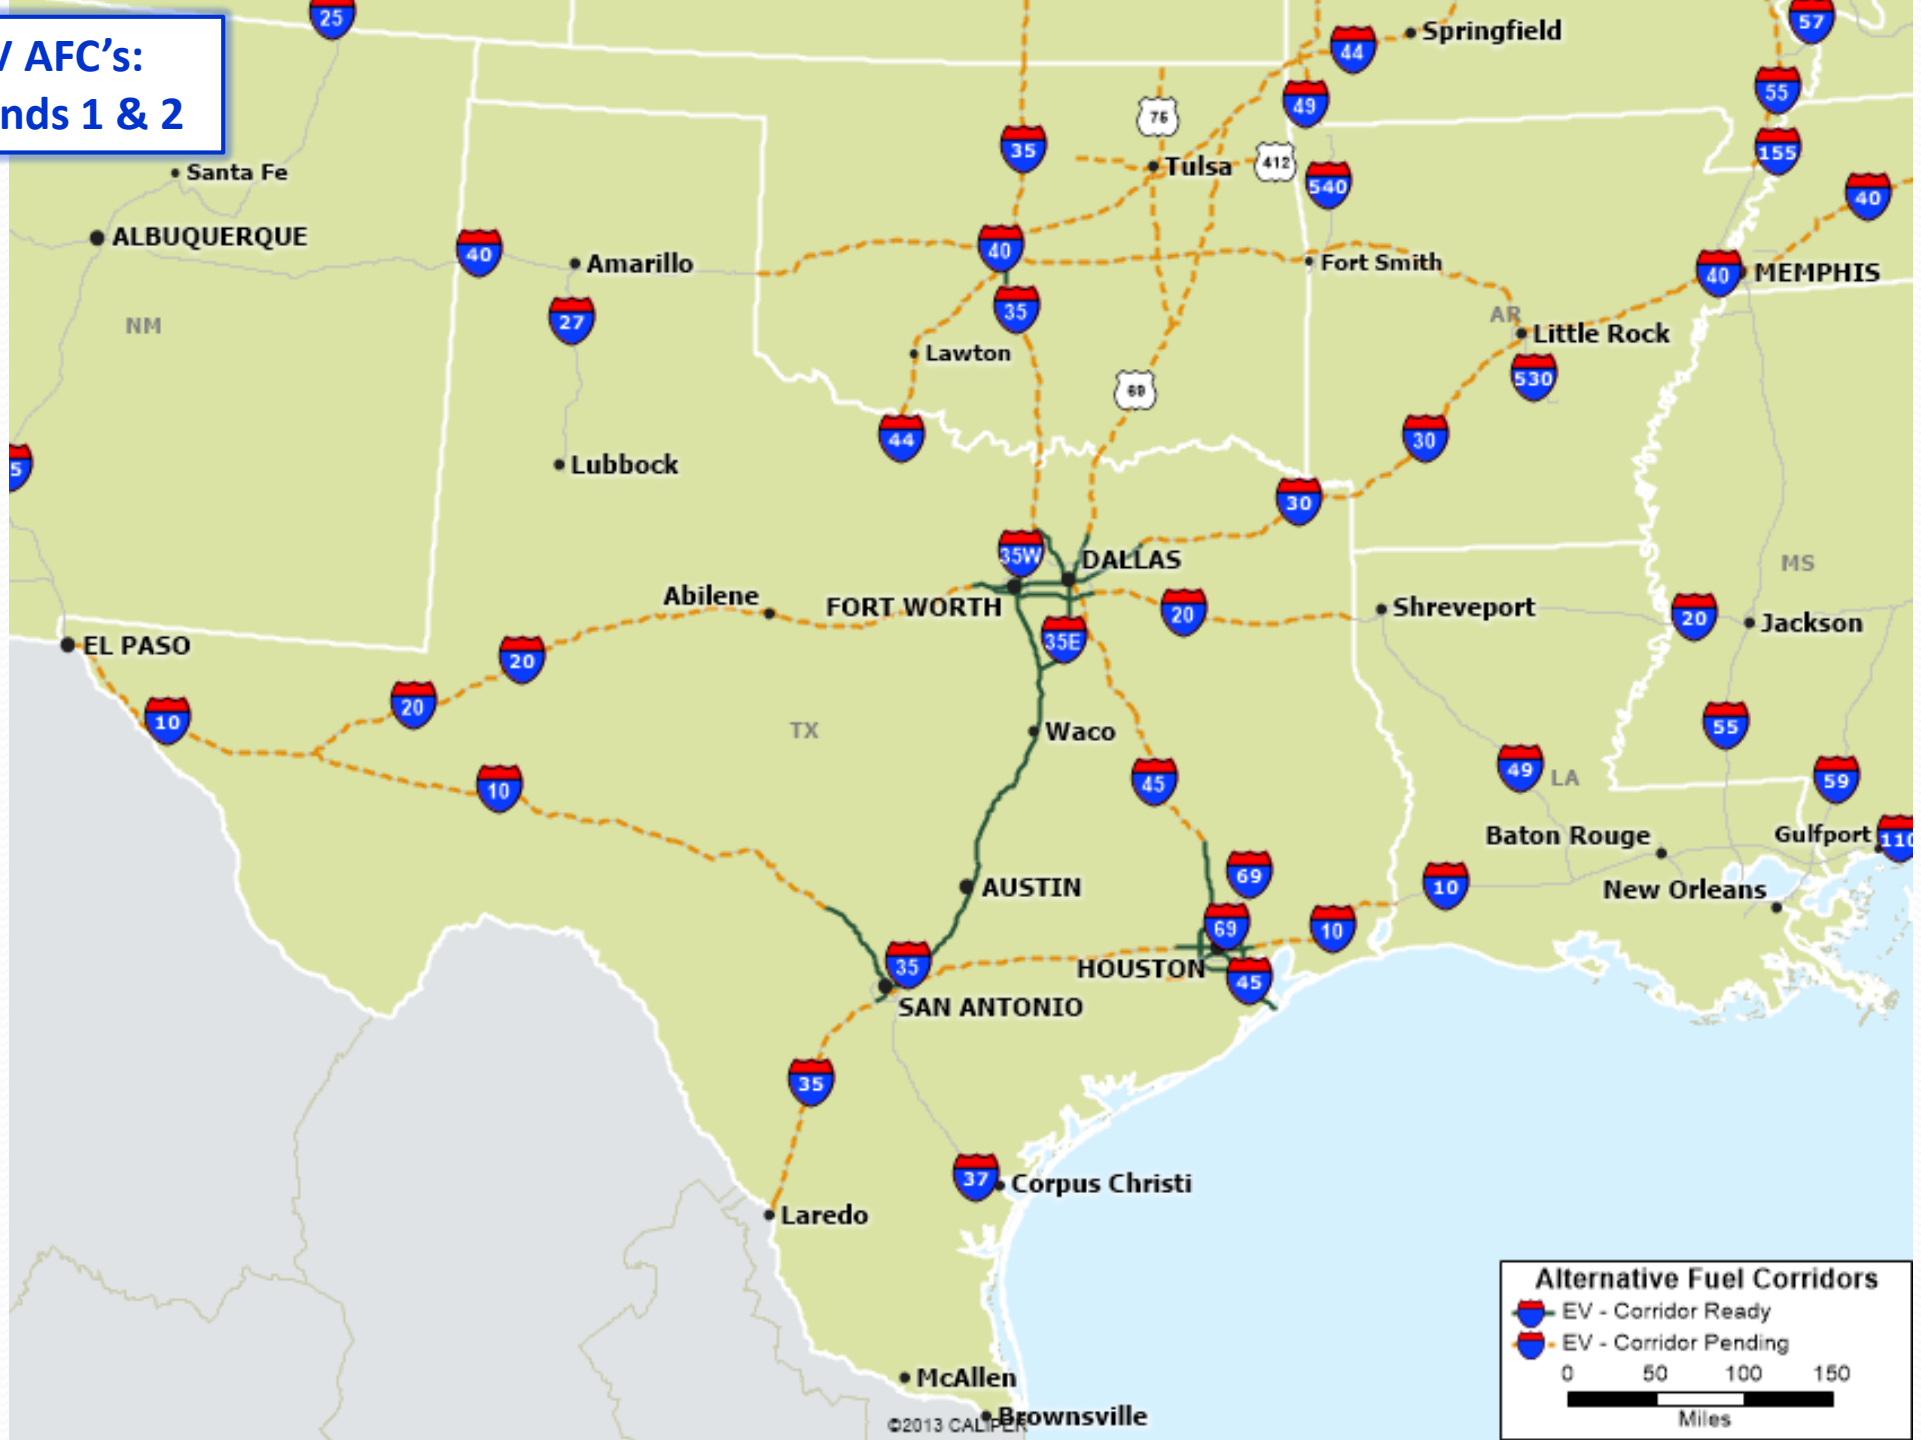 V AFC's:
nds 1 & 2
25
57
Springfield
44
55
49
75
35
155
Santa Fe
Tulsa
412
540
40
ALBUQUERQUE
40
40
Amarillo
Fort Smith
40
MEMPHIS
35
27
NM
AR
Little Rock
Lawton
530
69
44
30
5
Lubbock
30
35W
DALLAS
MS
Abilene
FORT WORTH
20
Shreveport
20
Jackson
35E
EL PASO
20
20
10
TX
Waco
55
45
49
LA
59
10
Baton Rouge
Gulfport
110
69
AUSTIN
10
New Orleans
69
10
35
HOUSTON
45
SAN ANTONIO
35
37
Corpus Christi
Laredo
Alternative Fuel Corridors
EV - Corridor Ready
EV - Corridor Pending
0 50 100 150
Miles
McAllen
Brownsville
©2013 CALIPER